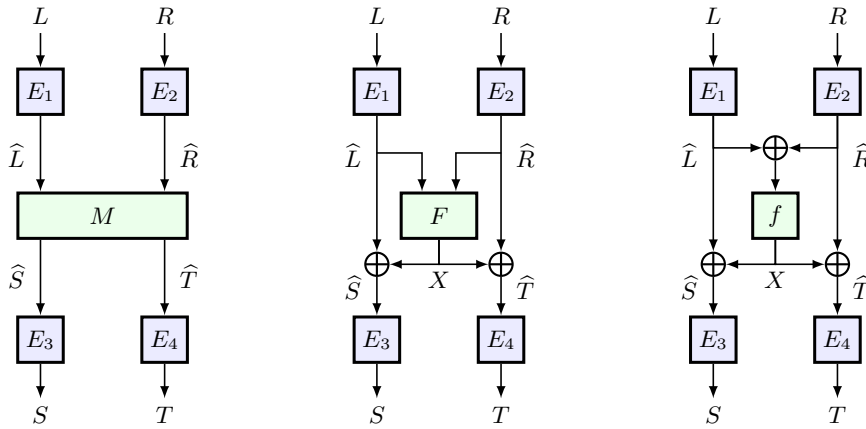 L R L R L R
E₁ E₂ E₁ E₂ E₁ E₂
L̂ R̂ L̂ R̂ L̂ R̂
M F f
Ŝ T̂ Ŝ X T̂ Ŝ X T̂
E₃ E₄ E₃ E₄ E₃ E₄
S T S T S T